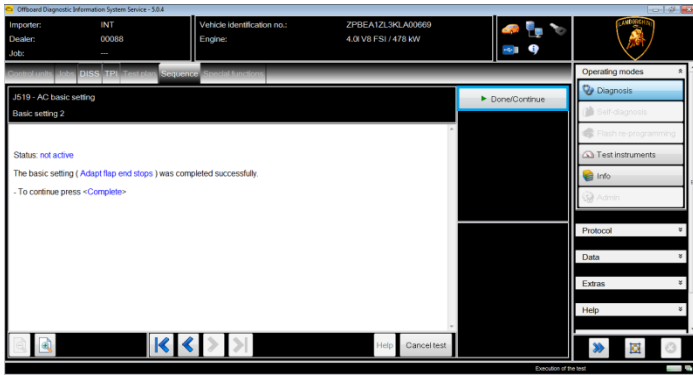 Offboard Diagnostic Information System Service - 5.0.4
Importer: INT
Dealer: 00088
Job: ---
Vehicle identification no.: ZPBEA1ZL3KLA00669
Engine: 4.0l V8 FSI / 478 kW
LAMBORGHINI
Control units Jobs DISS TPI Test plan Sequence Special functions
Operating modes
J519 - AC basic setting
Basic setting 2
Done/Continue
Diagnosis
Self-diagnosis
Flash re-programming
Test instruments
Info
Admin
Status: not active
The basic setting ( Adapt flap end stops ) was completed successfully.
- To continue press <Complete>
Protocol
Data
Extras
Help
Help
Cancel test
Execution of the test